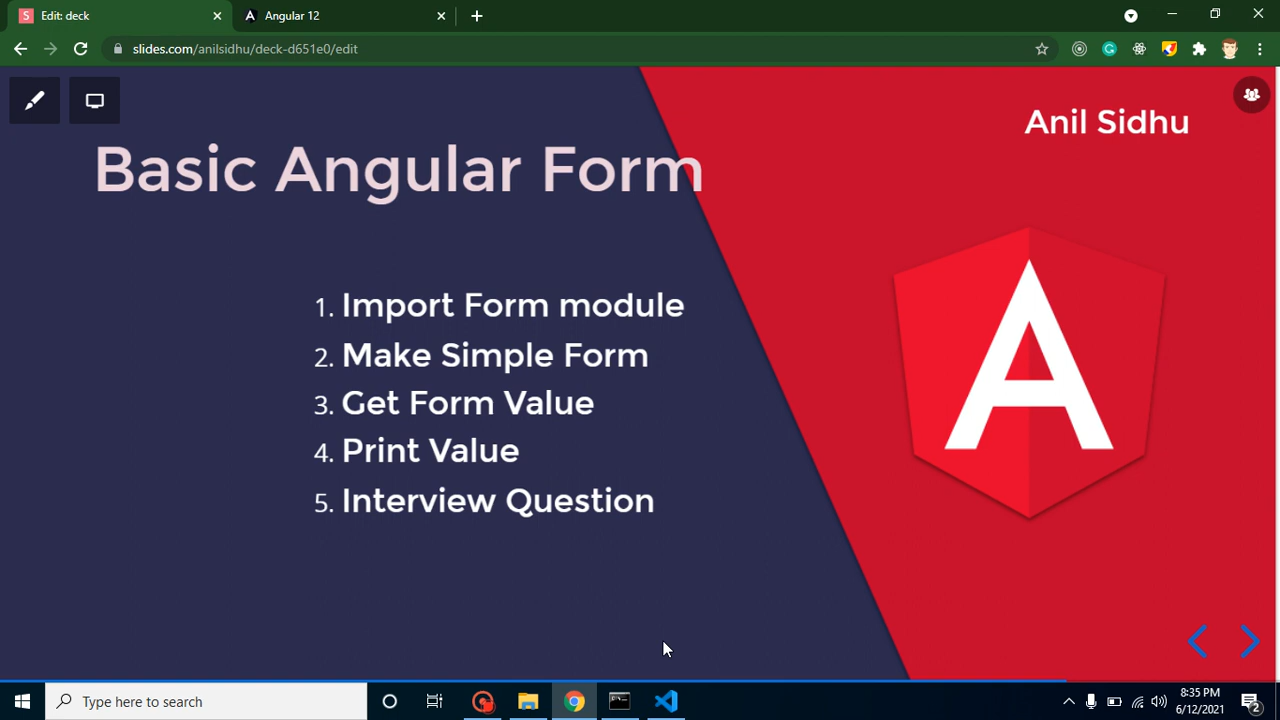 Edit: deck
Angular 12
slides.com/anilsidhu/deck-d651e0/edit
Anil Sidhu
Basic Angular Form
1. Import Form module
2. Make Simple Form
3. Get Form Value
4. Print Value
5. Interview Question
Type here to search
8:35 PM
6/12/2021
2